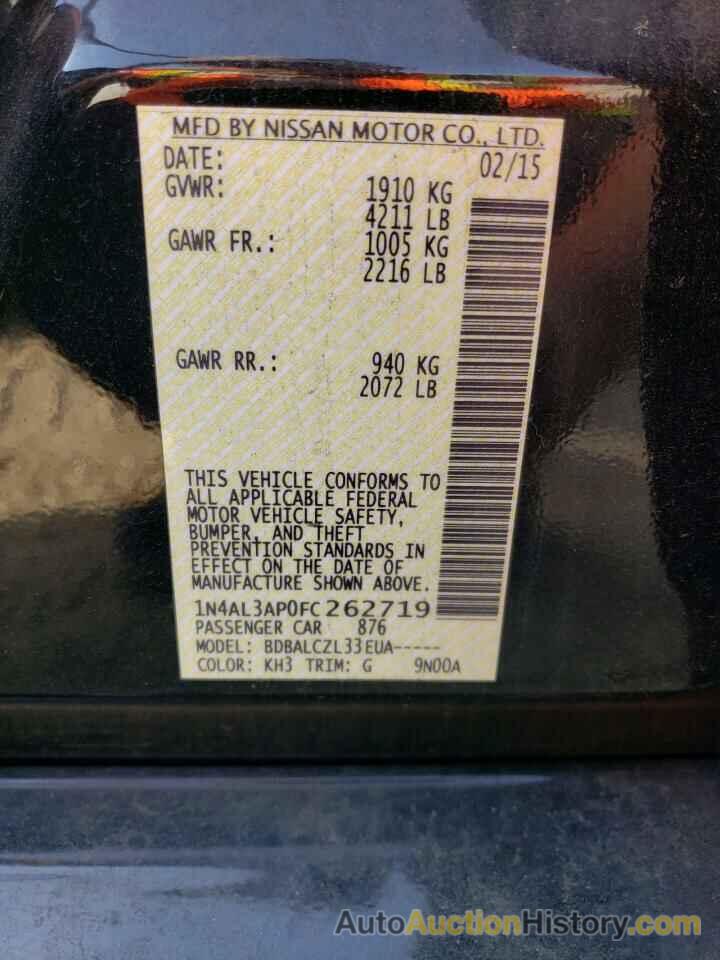 MFD BY NISSAN MOTOR CO., LTD.
DATE: 02/15
GVWR: 1910 KG
4211 LB
GAWR FR.: 1005 KG
2216 LB
GAWR RR.: 940 KG
2072 LB
THIS VEHICLE CONFORMS TO
ALL APPLICABLE FEDERAL
MOTOR VEHICLE SAFETY,
BUMPER, AND THEFT
PREVENTION STANDARDS IN
EFFECT ON THE DATE OF
MANUFACTURE SHOWN ABOVE.
1N4AL3AP0FC262719
PASSENGER CAR 876
MODEL: BDBALCZL33EUA-----
COLOR: KH3 TRIM: G 9N00A
AutoAuctionHistory.com